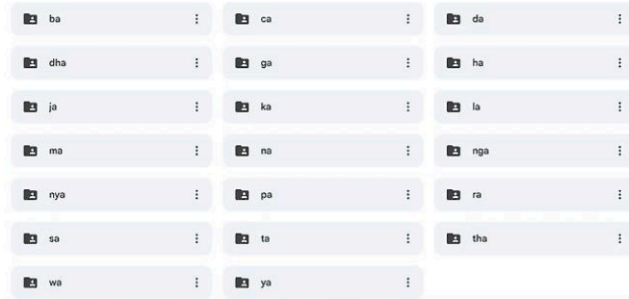 ba ca da
dha ga ha
ja ka la
ma na nga
nya pa ra
sa ta tha
wa ya